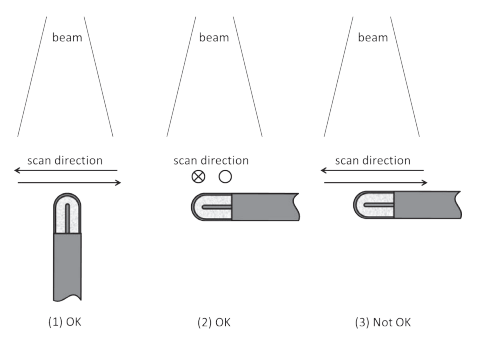 beam
beam
beam
scan direction
scan direction
scan direction
(1) OK
(2) OK
(3) Not OK